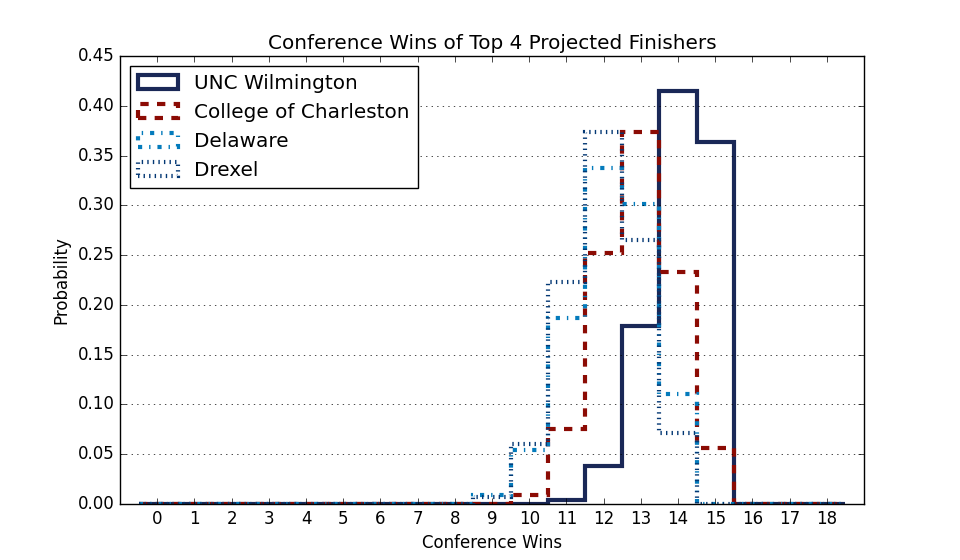 Conference Wins of Top 4 Projected Finishers
0.45
0.40
0.35
0.30
0.25
0.20
0.15
0.10
0.05
0.00
Probability
UNC Wilmington
College of Charleston
Delaware
Drexel
0 1 2 3 4 5 6 7 8 9 10 11 12 13 14 15 16 17 18
Conference Wins